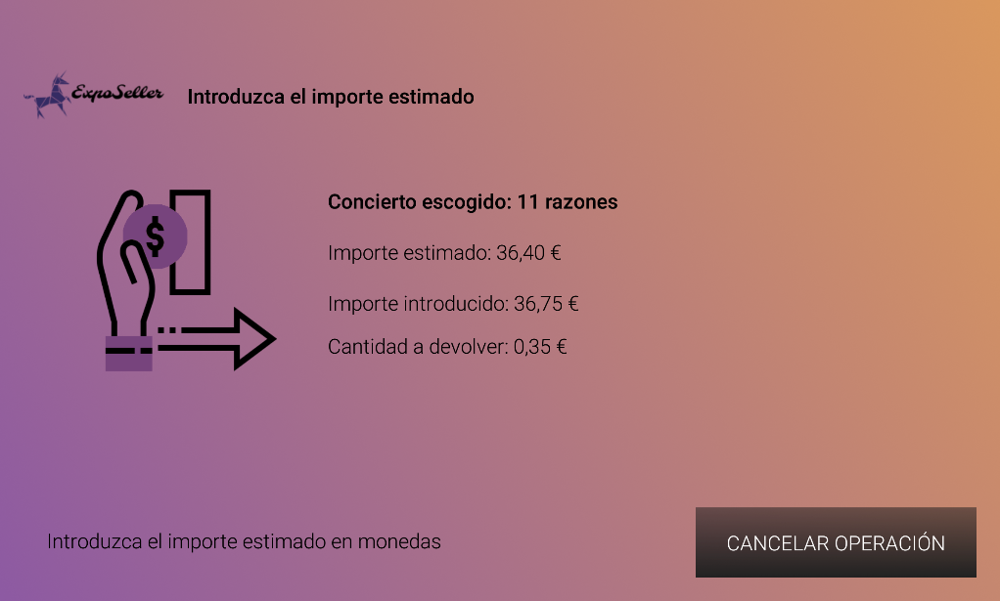 ExpoSeller
Introduzca el importe estimado
$
Concierto escogido: 11 razones
Importe estimado: 36,40 €
Importe introducido: 36,75 €
Cantidad a devolver: 0,35 €
Introduzca el importe estimado en monedas
CANCELAR OPERACIÓN